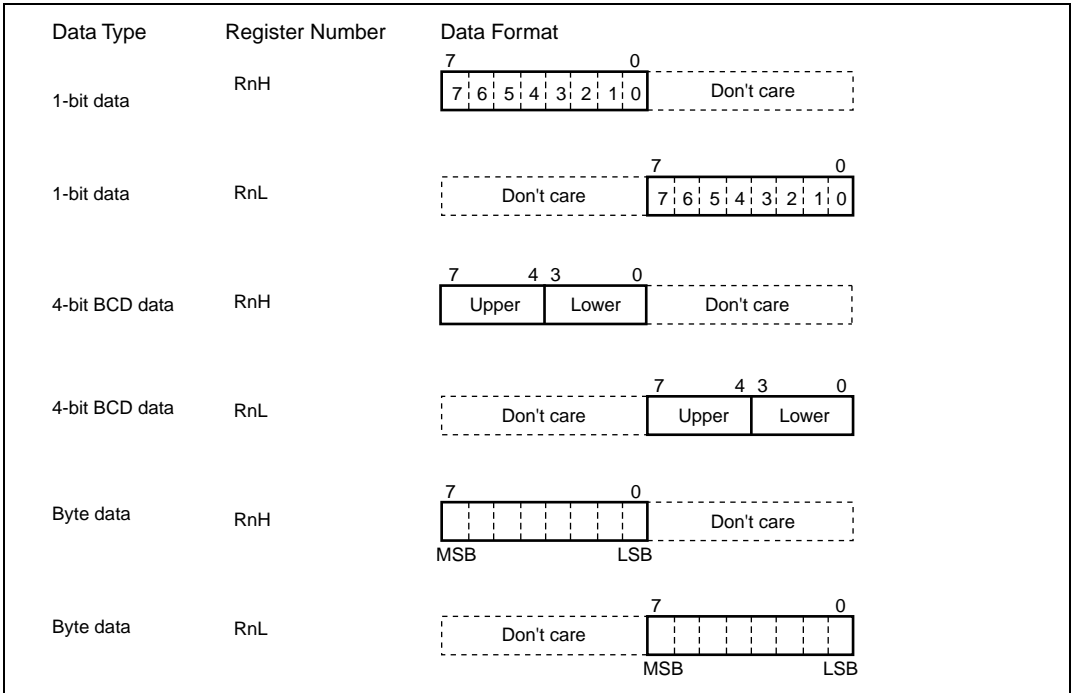 Data Type Register Number Data Format
7 0
1-bit data RnH 7 6 5 4 3 2 1 0 Don't care
7 0
1-bit data RnL Don't care 7 6 5 4 3 2 1 0
7 4 3 0
4-bit BCD data RnH Upper Lower Don't care
7 4 3 0
4-bit BCD data RnL Don't care Upper Lower
7 0
Byte data RnH Don't care
MSB LSB
7 0
Byte data RnL Don't care
MSB LSB